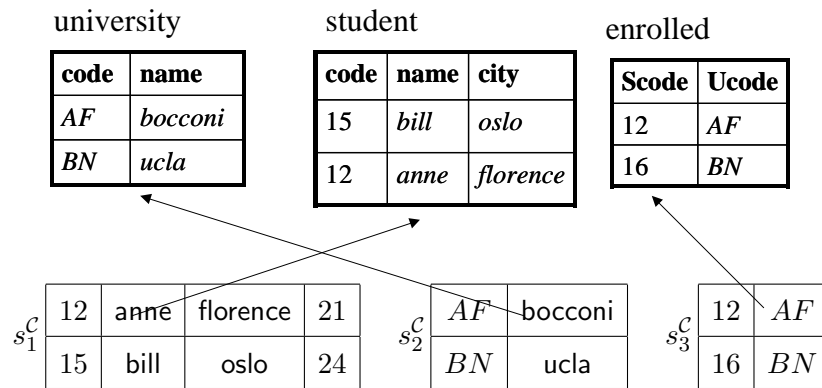 university
student
enrolled
code name
AF bocconi
BN ucla
code name city
15 bill oslo
12 anne florence
Scode Ucode
12 AF
16 BN
s₁ᶜ
12 anne florence 21
15 bill oslo 24
s₂ᶜ
AF bocconi
BN ucla
s₃ᶜ
12 AF
16 BN